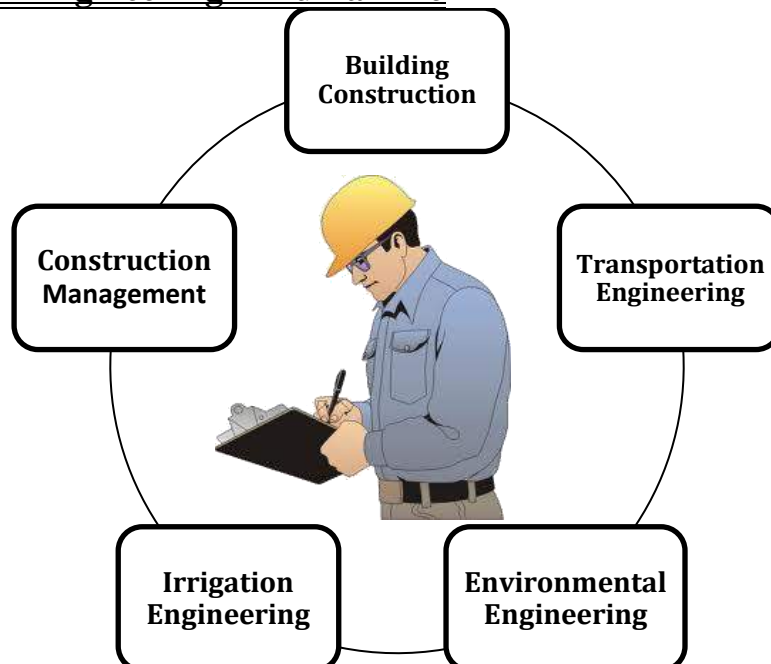 Building
Construction
Construction
Management
Transportation
Engineering
Irrigation
Engineering
Environmental
Engineering